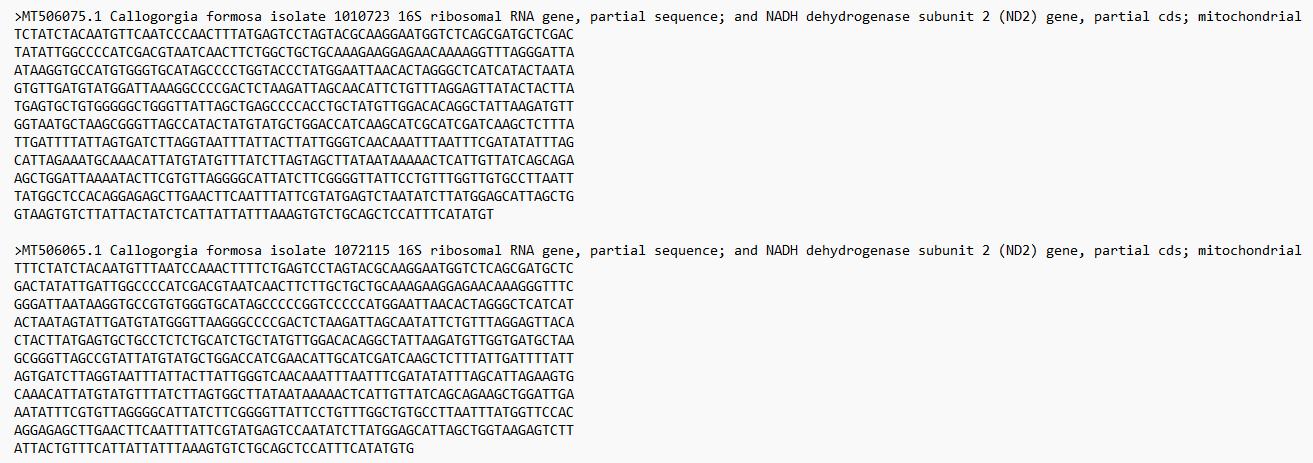 >MT506075.1 Callogorgia formosa isolate 1010723 16S ribosomal RNA gene, partial sequence; and NADH dehydrogenase subunit 2 (ND2) gene, partial cds; mitochondrial
TCTATCTACAATGTTCAATCCCAACTTTATGAGTCCTAGTACGCAAGGAATGGTCTCAGCGATGCTCGAC
TATATTGGCCCCATCGACGTAATCAACTTCTGGCTGCTGCAAAGAAGGAGAACAAAAGGTTTAGGGATTA
ATAAGGTGCCATGTGGGTGCATAGCCCCTGGTACCCTATGGAATTAACACTAGGGCTCATCATACTAATA
GTGTTGATGTATGGATTAAAGGCCCCGACTCTAAGATTAGCAACATTCTGTTTAGGAGTTATACTACTTA
TGAGTGCTGTGGGGGCTGGGTTATTAGCTGAGCCCCACCTGCTATGTTGGACACAGGCTATTAAGATGTT
GGTAATGCTAAGCGGGTTAGCCATACTATGTATGCTGGACCATCAAGCATCGCATCGATCAAGCTCTTTA
TTGATTTTATTAGTGATCTTAGGTAATTTATTACTTATTGGGTCAACAAATTTAATTTCGATATATTTAG
CATTAGAAATGCAAACATTATGTATGTTTATCTTAGTAGCTTATAATAAAAACTCATTGTTATCAGCAGA
AGCTGGATTAAAATACTTCGTGTTAGGGGCATTATCTTCGGGGTTATTCCTGTTTGGTTGTGCCTTAATT
TATGGCTCCACAGGAGAGCTTGAACTTCAATTTATTCGTATGAGTCTAATATCTTATGGAGCATTAGCTG
GTAAGTGTCTTATTACTATCTCATTATTATTTAAAGTGTCTGCAGCTCCATTTCATATGT
>MT506065.1 Callogorgia formosa isolate 1072115 16S ribosomal RNA gene, partial sequence; and NADH dehydrogenase subunit 2 (ND2) gene, partial cds; mitochondrial
TTTCTATCTACAATGTTTAATCCAAACTTTTCTGAGTCCTAGTACGCAAGGAATGGTCTCAGCGATGCTC
GACTATATTGATTGGCCCCATCGACGTAATCAACTTCTTGCTGCTGCAAAGAAGGAGAACAAAGGGTTTC
GGGATTAATAAGGTGCCGTGTGGGTGCATAGCCCCCGGTCCCCCATGGAATTAACACTAGGGCTCATCAT
ACTAATAGTATTGATGTATGGGTTAAGGGCCCCGACTCTAAGATTAGCAATATTCTGTTTAGGAGTTACA
CTACTTATGAGTGCTGCCTCTCTGCATCTGCTATGTTGGACACAGGCTATTAAGATGTTGGTGATGCTAA
GCGGGTTAGCCGTATTATGTATGCTGGACCATCGAACATTGCATCGATCAAGCTCTTTATTGATTTTATT
AGTGATCTTAGGTAATTTATTACTTATTGGGTCAACAAATTTAATTTCGATATATTTAGCATTAGAAGTG
CAAACATTATGTATGTTTATCTTAGTGGCTTATAATAAAAACTCATTGTTATCAGCAGAAGCTGGATTGA
AATATTTCGTGTTAGGGGCATTATCTTCGGGGTTATTCCTGTTTGGCTGTGCCTTAATTTATGGTTCCAC
AGGAGAGCTTGAACTTCAATTTATTCGTATGAGTCCAATATCTTATGGAGCATTAGCTGGTAAGAGTCTT
ATTACTGTTTCATTATTATTTAAAGTGTCTGCAGCTCCATTTCATATGTG